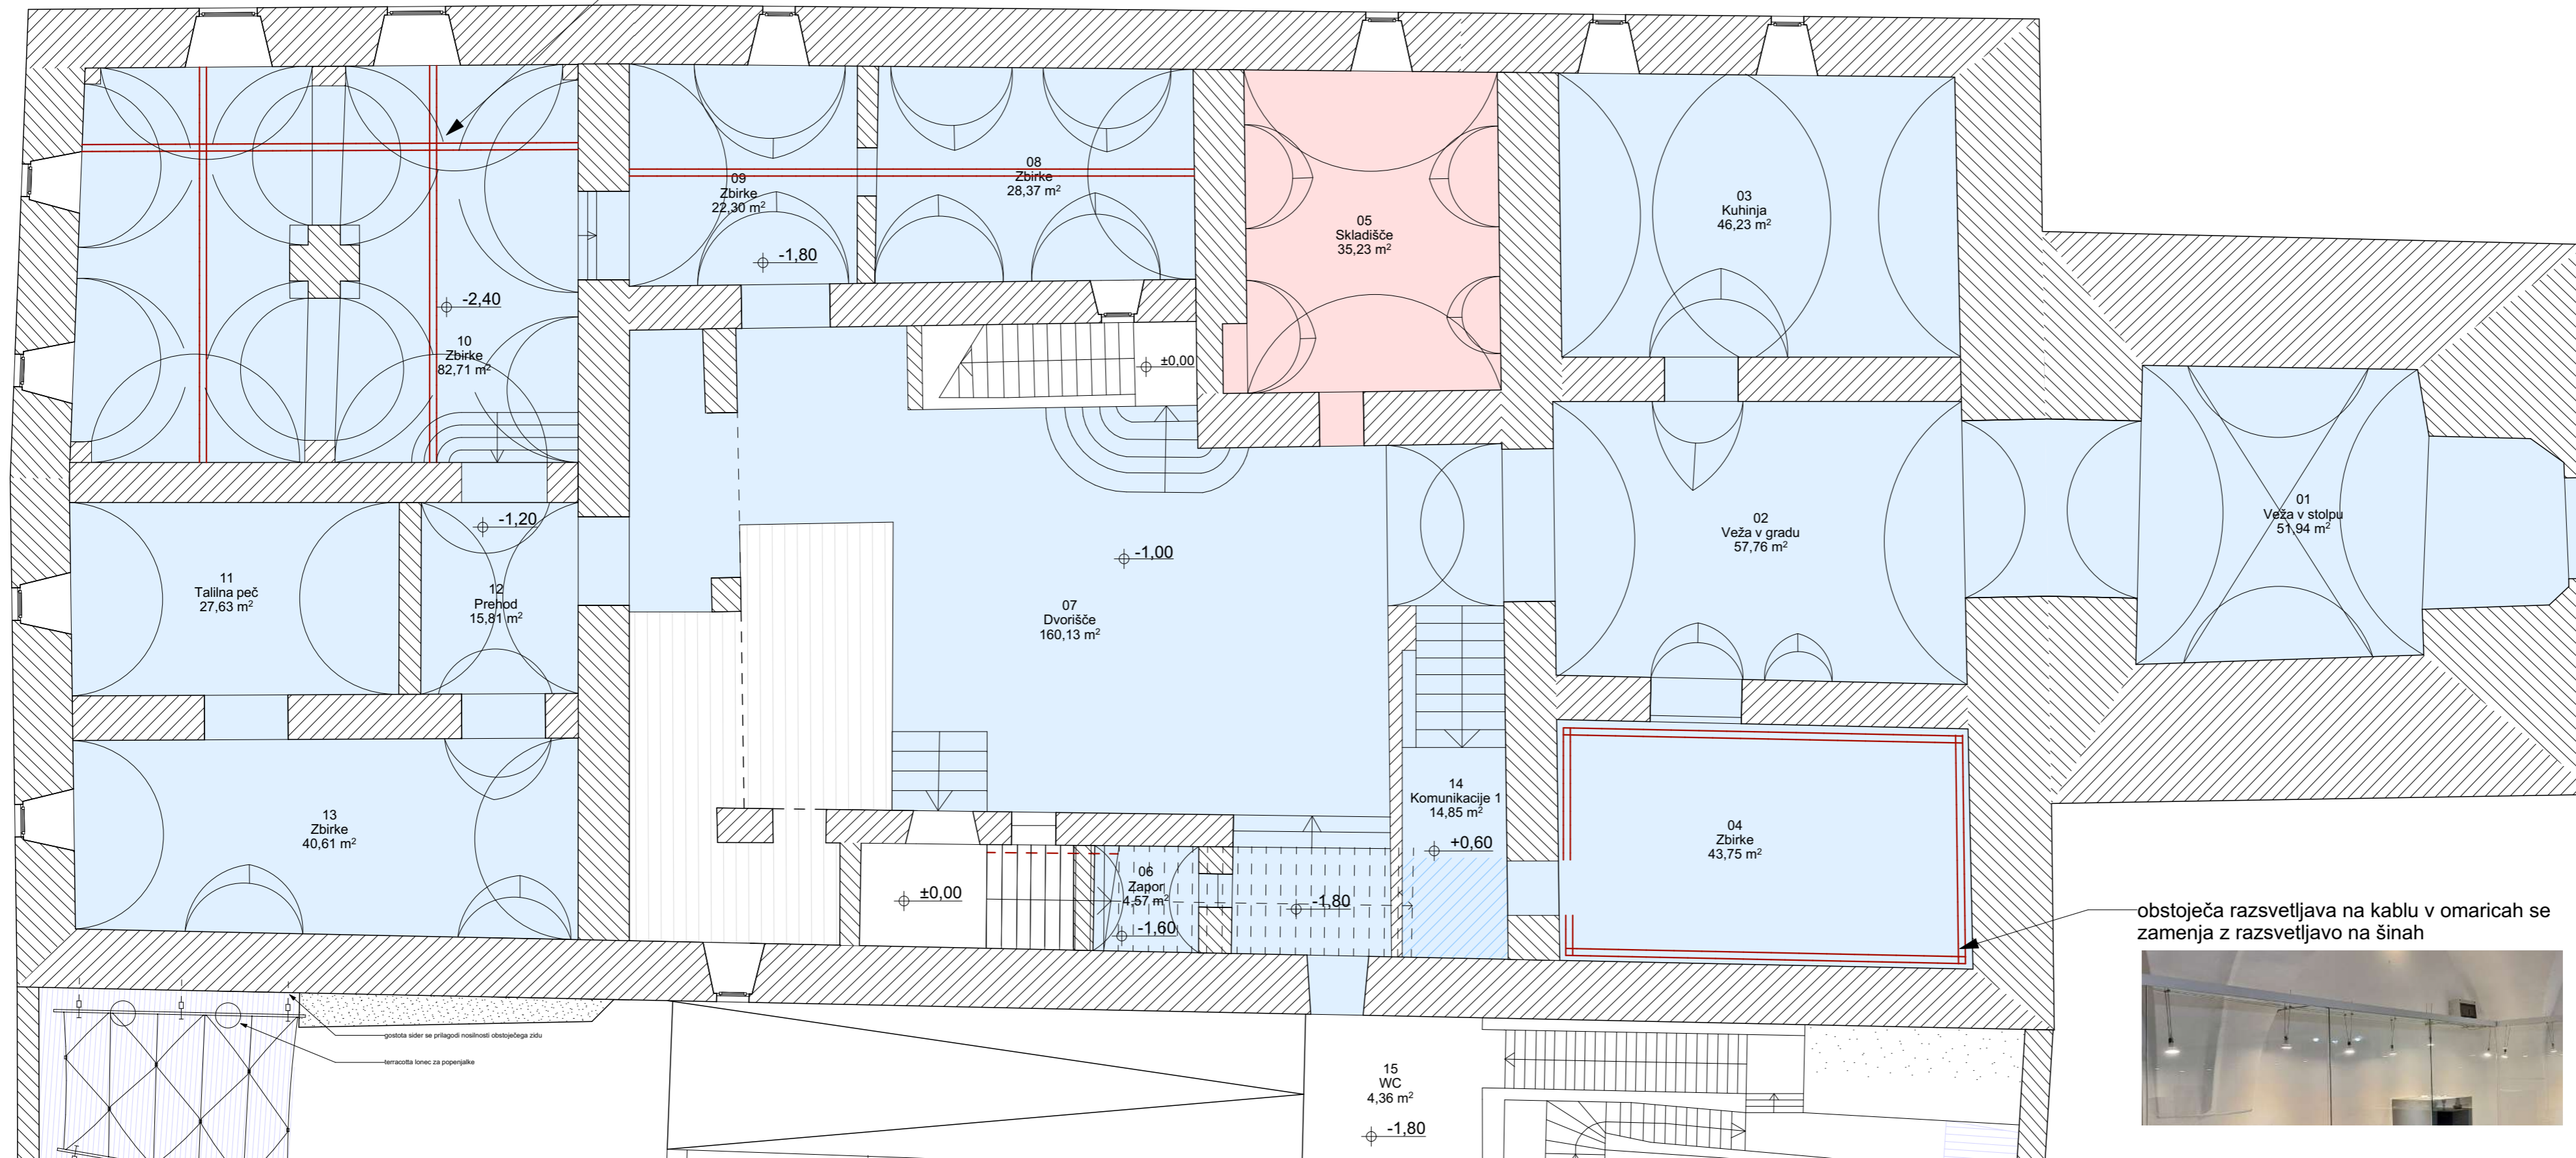 09
Zbirke
22,30 m²
08
Zbirke
28,37 m²
-1,80
05
Skladišče
35,23 m²
03
Kuhinja
46,23 m²
-2,40
10
Zbirke
82,71 m²
±0,00
-1,20
-1,00
02
Veža v gradu
57,76 m²
01
Veža v stolpu
51,94 m²
11
Talilna peč
27,63 m²
12
Prehod
15,81 m²
07
Dvorišče
160,13 m²
13
Zbirke
40,61 m²
14
Komunikacije 1
14,85 m²
+0,60
04
Zbirke
43,75 m²
±0,00
06
Zapor
4,57 m²
-1,60
-1,80
obstoječa razsvetljava na kablu v omaricah se
zamenja z razsvetljavo na šinah
gostota sider se prilagodi nosilnosti obstoječega zidu
terracotta lonec za popenjalke
15
WC
4,36 m²
-1,80